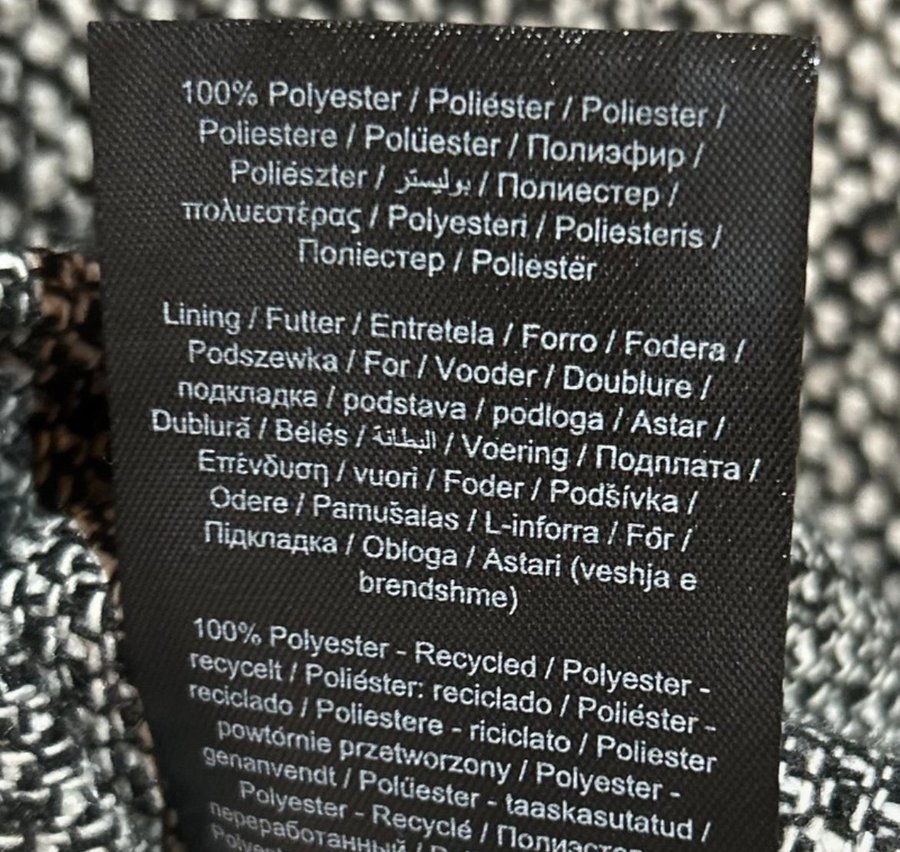 100% Polyester / Poliéster / Poliester /
Poliestere / Polüester / Полиэфир /
Poliészter / بوليستر / Полиестер /
πολυεστέρας / Polyesteri / Poliesteris /
Поліестер / Poliestër
Lining / Futter / Entretela / Forro / Fodera /
Podszewka / For / Vooder / Doublure /
подкладка / podstava / podloga / Astar /
Dublură / Bélés / البطانة / Voering / Подплата /
Επένδυση / vuori / Foder / Podšívka /
Odere / Pamušalas / L-inforra / Fôr /
Підкладка / Obloga / Astari (veshja e
brendshme)
100% Polyester - Recycled / Polyester -
recycelt / Poliéster: reciclado / Poliéster -
reciclado / Poliestere - riciclato / Poliester
powtórnie przetworzony / Polyester -
genanvendt / Polüester - taaskasutatud /
Polyester - Recyclé / Полиэстер
переработанный /